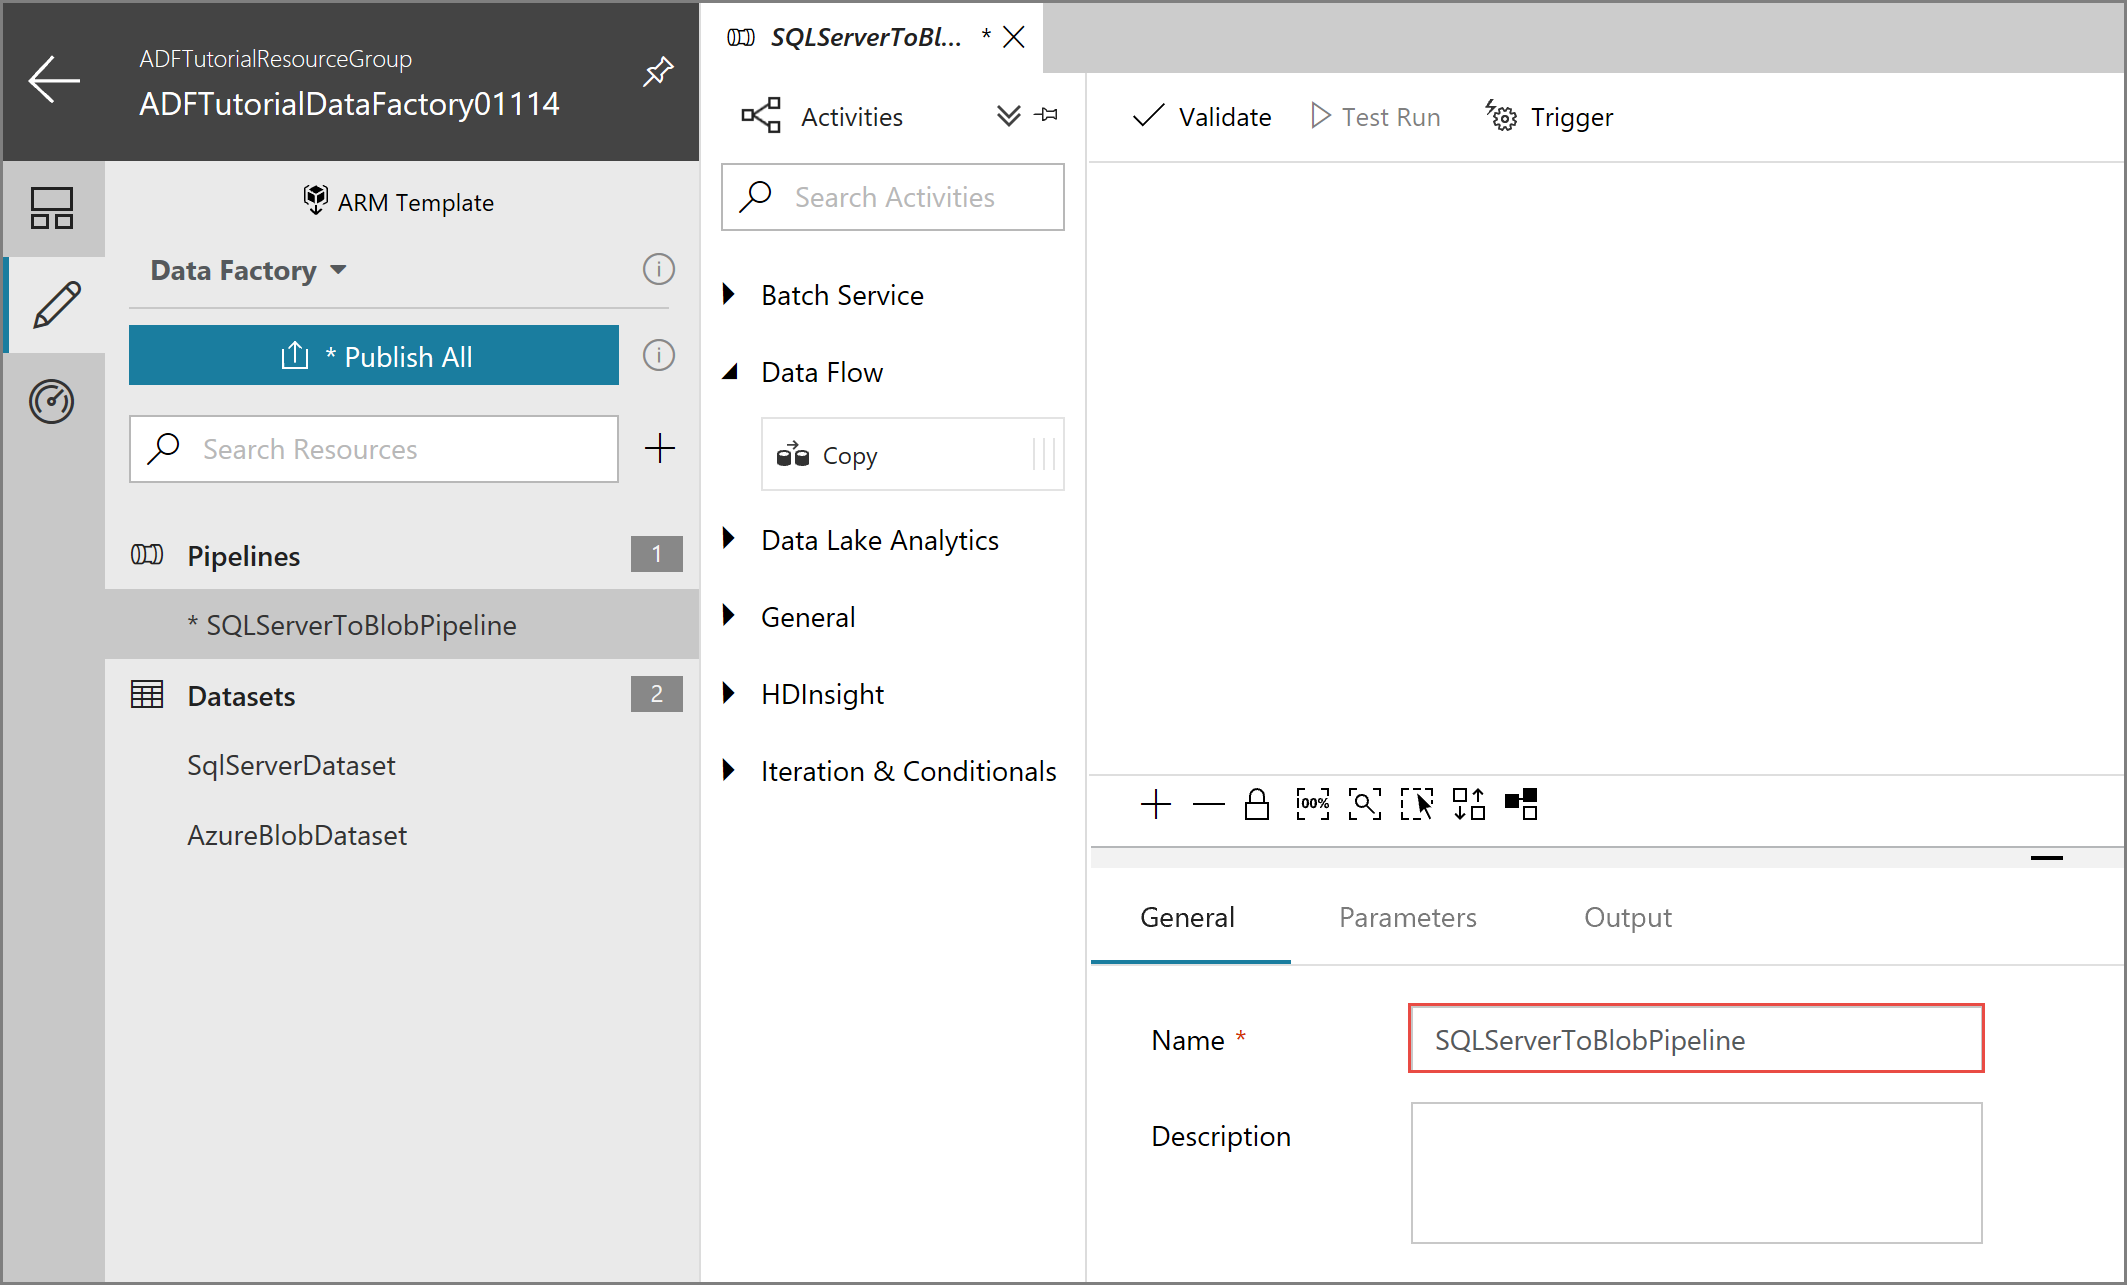 ADFTutorialResourceGroup
ADFTutorialDataFactory01114
ARM Template
Data Factory
* Publish All
Search Resources
Pipelines 1
* SQLServerToBlobPipeline
Datasets 2
SqlServerDataset
AzureBlobDataset
SQLServerToBl... *
Activities
Search Activities
Batch Service
Data Flow
Copy
Data Lake Analytics
General
HDInsight
Iteration & Conditionals
Validate Test Run Trigger
100%
General Parameters Output
Name * SQLServerToBlobPipeline
Description